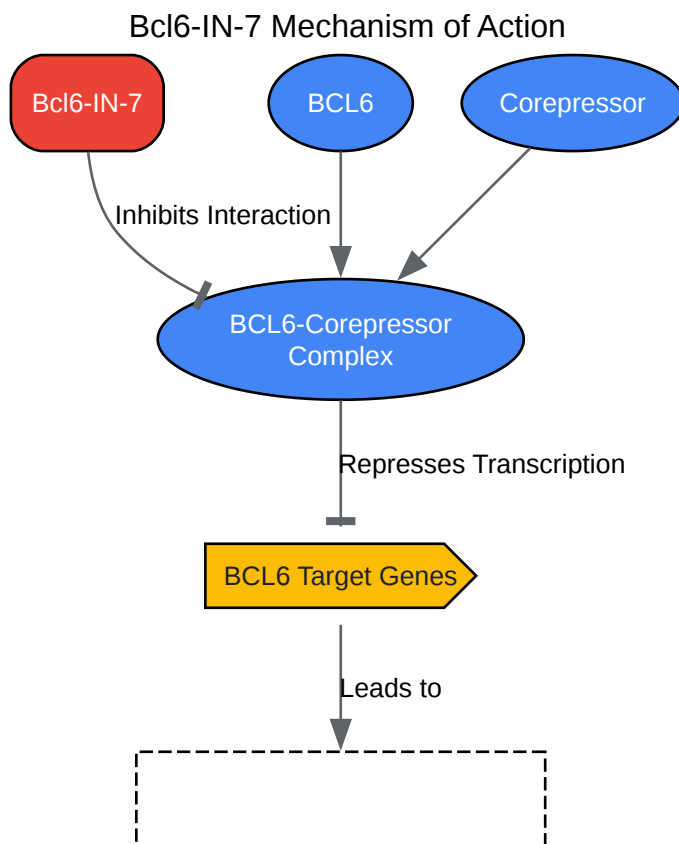 Bcl6-IN-7 Mechanism of Action
Bcl6-IN-7
BCL6
Corepressor
Inhibits Interaction
BCL6-Corepressor
Complex
Represses Transcription
BCL6 Target Genes
Leads to